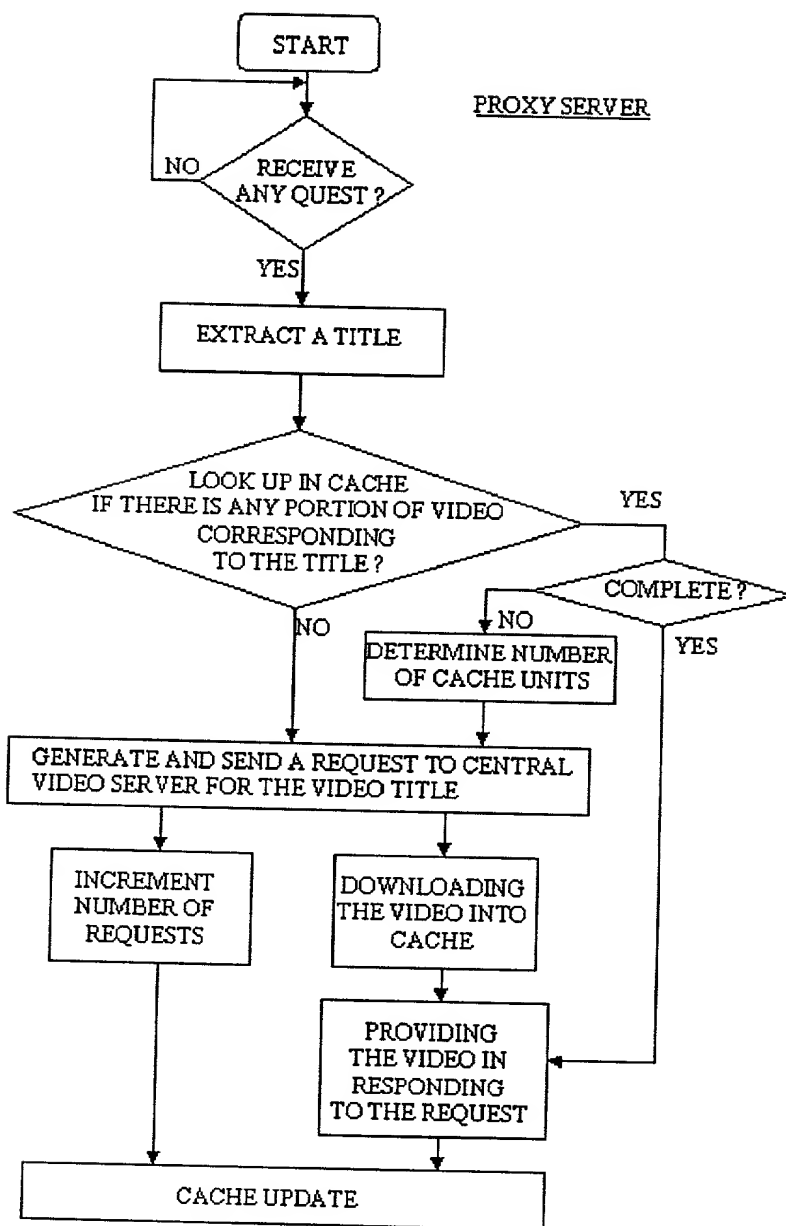 START
PROXY SERVER
NO
RECEIVE
ANY QUEST ?
YES
EXTRACT A TITLE
LOOK UP IN CACHE
IF THERE IS ANY PORTION OF VIDEO
CORRESPONDING
TO THE TITLE ?
YES
COMPLETE ?
NO
NO
YES
DETERMINE NUMBER
OF CACHE UNITS
GENERATE AND SEND A REQUEST TO CENTRAL
VIDEO SERVER FOR THE VIDEO TITLE
INCREMENT
NUMBER OF
REQUESTS
DOWNLOADING
THE VIDEO INTO
CACHE
PROVIDING
THE VIDEO IN
RESPONDING
TO THE REQUEST
CACHE UPDATE